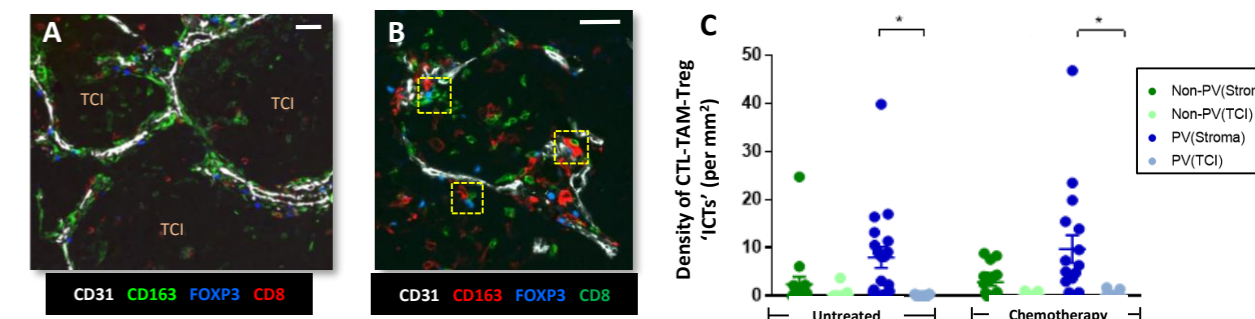 A
TCI
TCI
TCI
CD31 CD163 FOXP3 CD8
B
CD31 CD163 FOXP3 CD8
C
Density of CTL-TAM-Treg
'ICTs' (per mm²)
50
40
30
20
10
0
*
*
Untreated
Chemotherapy
Non-PV(Strom
Non-PV(TCI)
PV(Stroma)
PV(TCI)